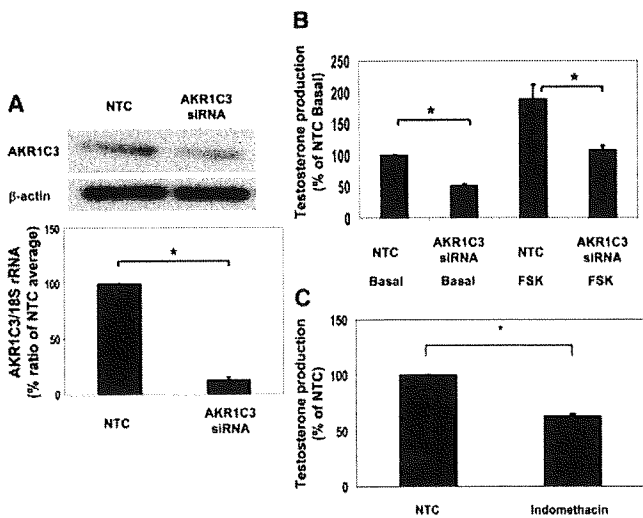 A
NTC
AKR1C3
siRNA
AKR1C3
β-actin
AKR1C3/18S rRNA
(% ratio of NTC average)
150
100
50
0
★
NTC
AKR1C3
siRNA
B
Testosterone production
(% of NTC Basal)
250
200
150
100
50
0
★
★
NTC
AKR1C3
siRNA
NTC
AKR1C3
siRNA
Basal
Basal
FSK
FSK
C
Testosterone production
(% of NTC)
150
100
50
0
*
NTC
Indomethacin